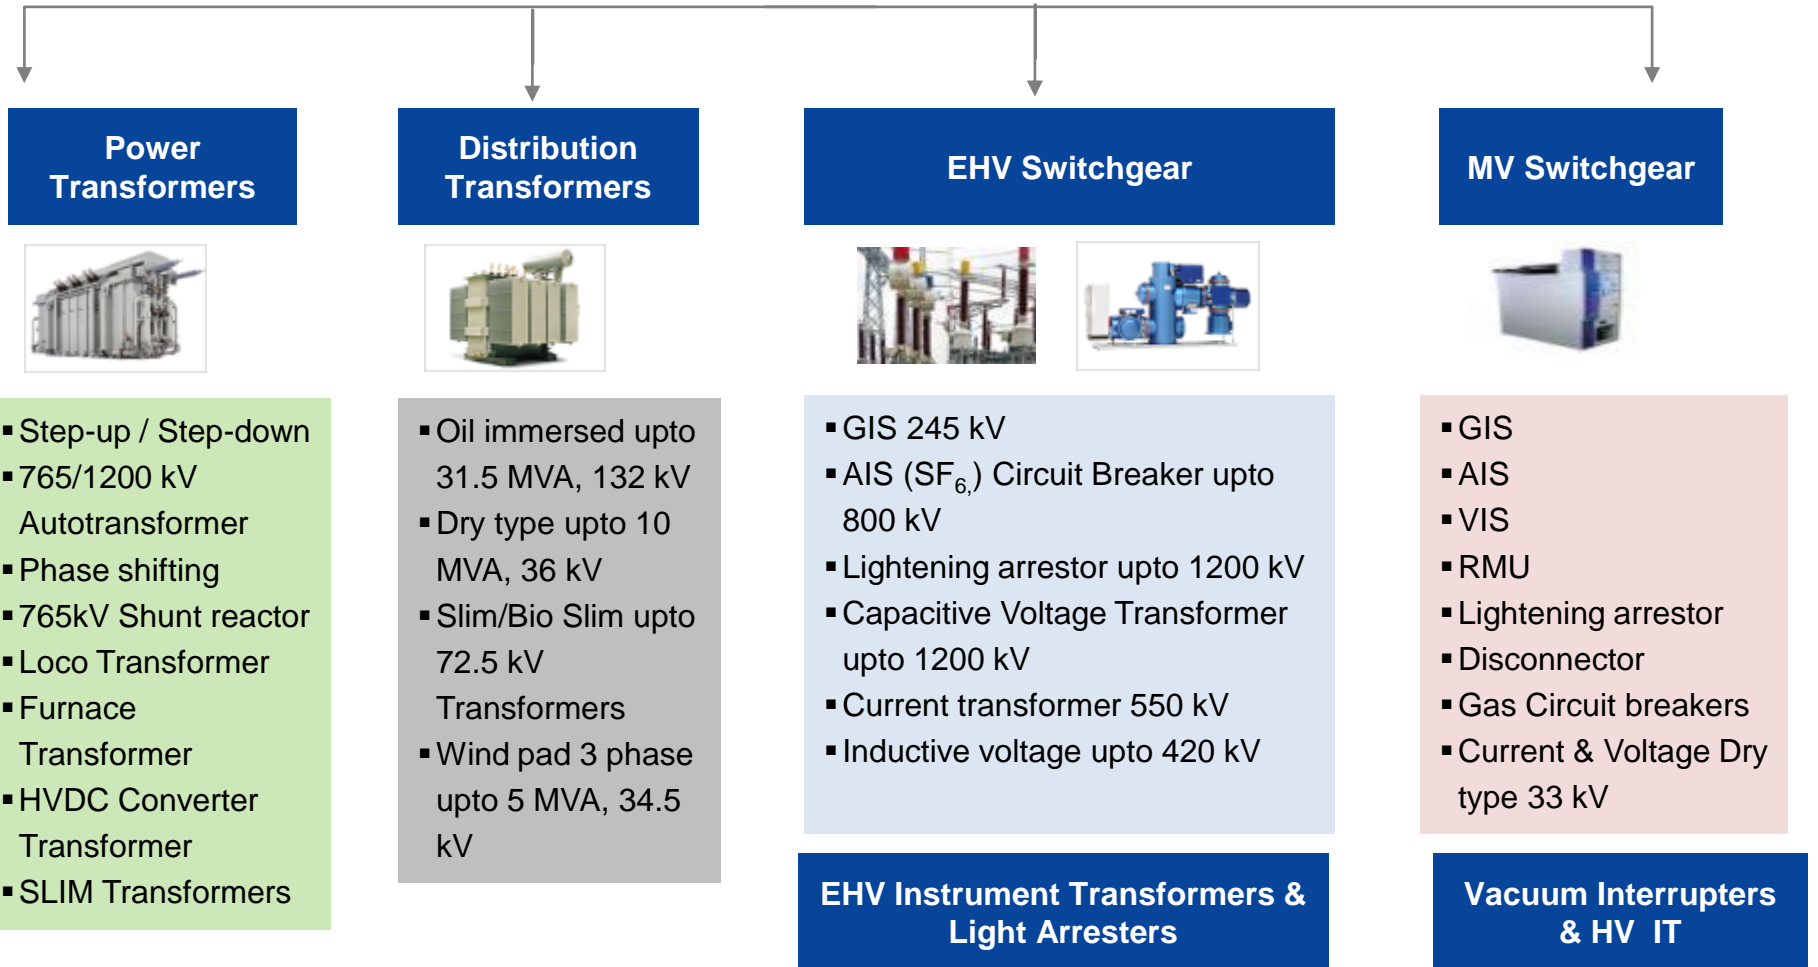 Power
Transformers
Distribution
Transformers
EHV Switchgear
MV Switchgear
▪Step-up / Step-down
▪765/1200 kV
Autotransformer
▪Phase shifting
▪765kV Shunt reactor
▪Loco Transformer
▪Furnace
Transformer
▪HVDC Converter
Transformer
▪SLIM Transformers
▪Oil immersed upto
31.5 MVA, 132 kV
▪Dry type upto 10
MVA, 36 kV
▪Slim/Bio Slim upto
72.5 kV
Transformers
▪Wind pad 3 phase
upto 5 MVA, 34.5
kV
▪GIS 245 kV
▪AIS (SF6,) Circuit Breaker upto
800 kV
▪Lightening arrestor upto 1200 kV
▪Capacitive Voltage Transformer
upto 1200 kV
▪Current transformer 550 kV
▪Inductive voltage upto 420 kV
▪GIS
▪AIS
▪VIS
▪RMU
▪Lightening arrestor
▪Disconnector
▪Gas Circuit breakers
▪Current & Voltage Dry
type 33 kV
EHV Instrument Transformers &
Light Arresters
Vacuum Interrupters
& HV IT